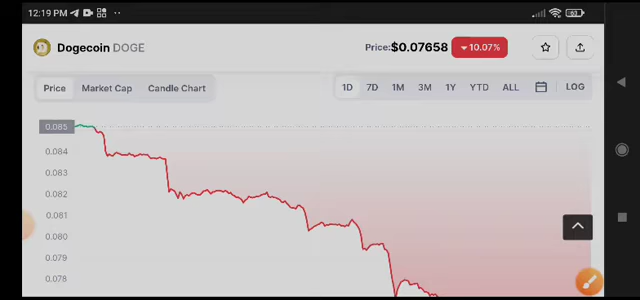 12:19 PM
63
Dogecoin DOGE
Price:$0.07658 10.07%
Price Market Cap Candle Chart
1D 7D 1M 3M 1Y YTD ALL LOG
0.085
0.084
0.083
0.082
0.081
0.080
0.079
0.078